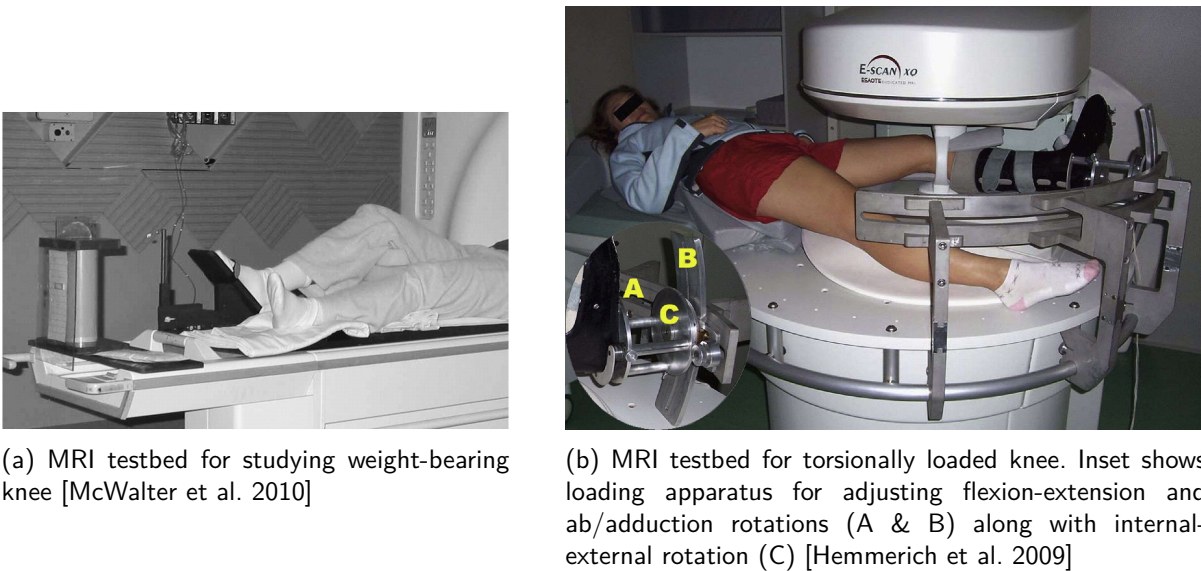 E-SCAN XQ
B
A
C
(a) MRI testbed for studying weight-bearing
knee [McWalter et al. 2010]
(b) MRI testbed for torsionally loaded knee. Inset shows
loading apparatus for adjusting flexion-extension and
ab/adduction rotations (A & B) along with internal-
external rotation (C) [Hemmerich et al. 2009]